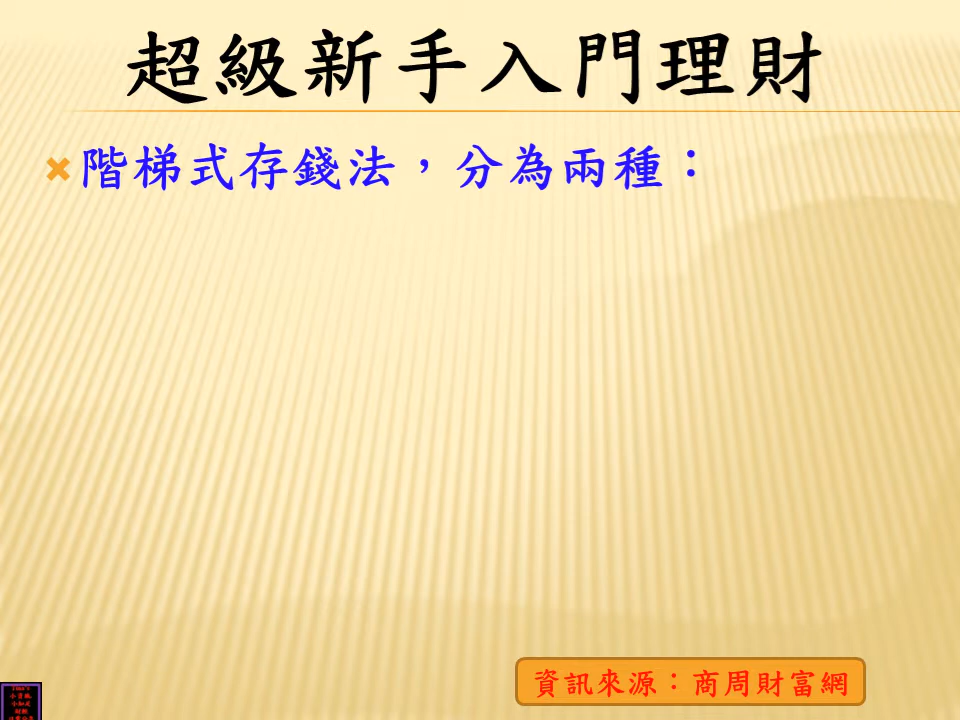 超級新手入門理財
階梯式存錢法，分為兩種：
資訊來源：商周財富網